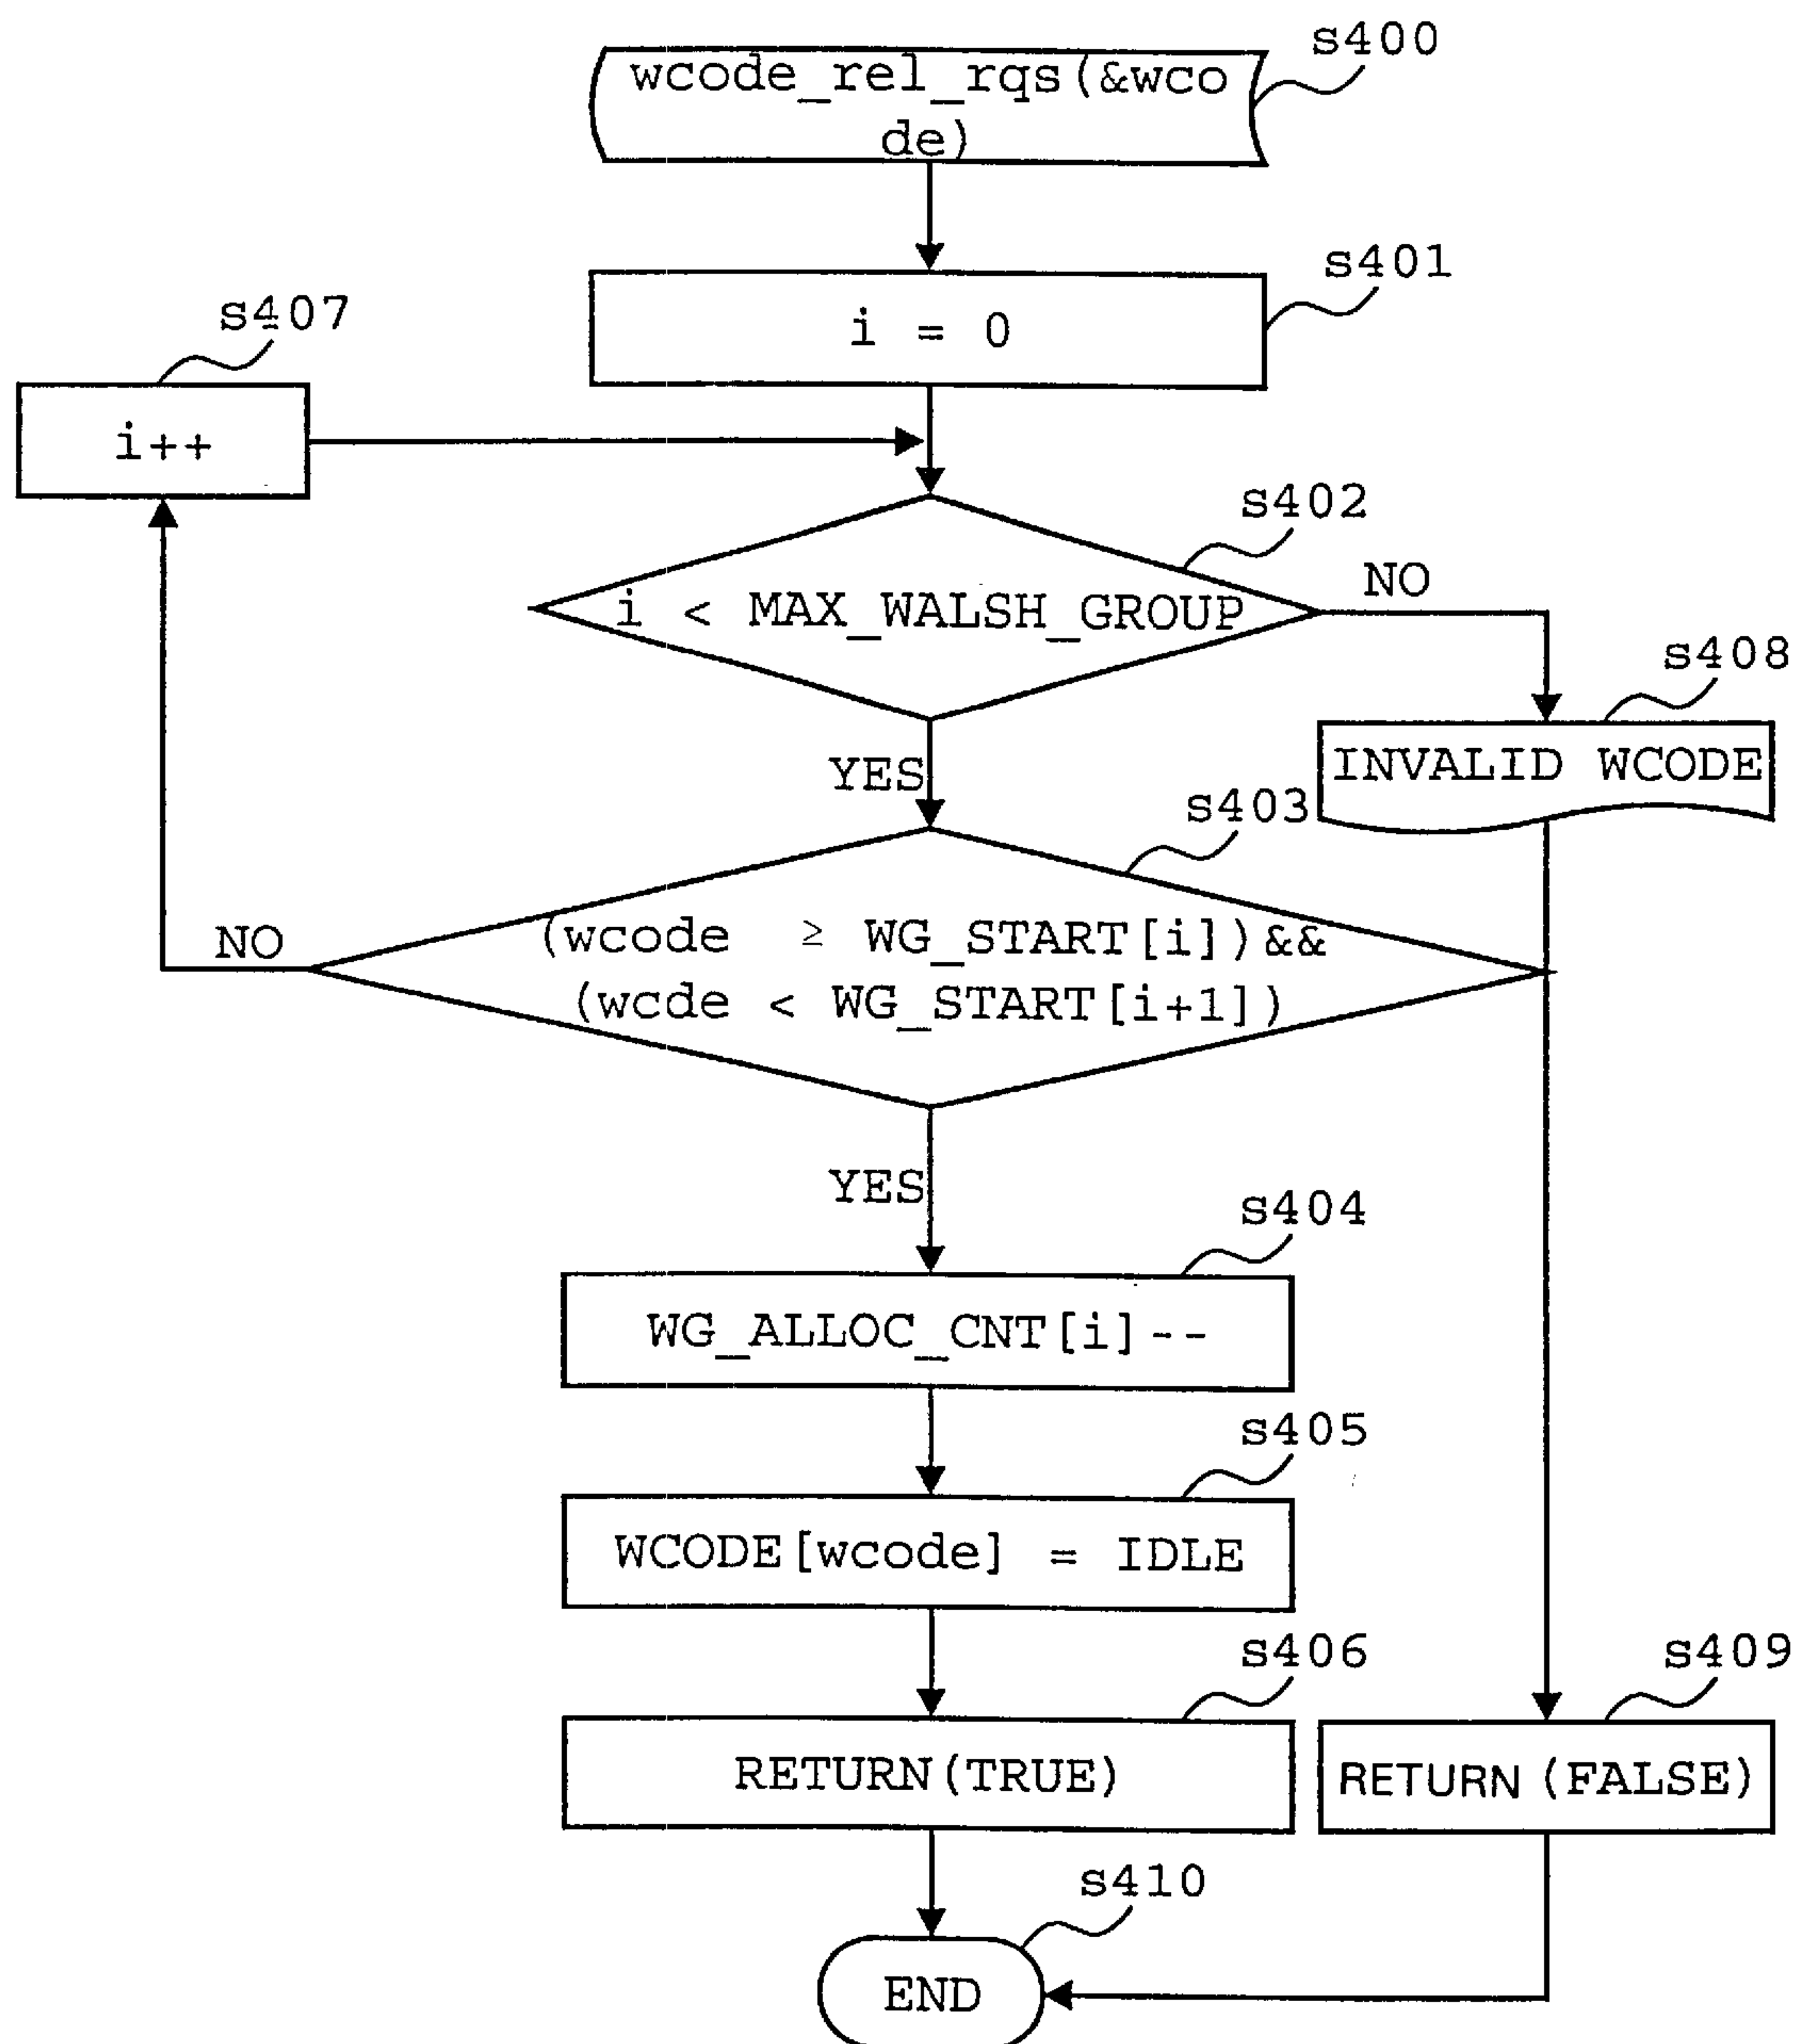 s400
wcode_rel_rqs(&wco
de)
s401
i = 0
s407
i++
s402
i < MAX_WALSH_GROUP
NO
s408
INVALID WCODE
YES
s403
(wcode ≥ WG_START[i])&&
(wcde < WG_START[i+1])
NO
YES
s404
WG_ALLOC_CNT[i]--
s405
WCODE[wcode] = IDLE
s406
RETURN(TRUE)
s409
RETURN (FALSE)
s410
END